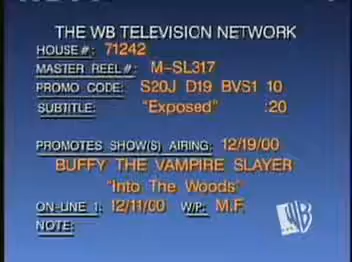 THE WB TELEVISION NETWORK
HOUSE#: 71242
MASTER REEL#: M-SL317
PROMO CODE: S20J D19 BVS1 10
SUBTITLE: "Exposed" :20
PROMOTES SHOW(S) AIRING: 12/19/00
BUFFY THE VAMPIRE SLAYER
"Into The Woods"
ON-LINE 1: 12/11/00 W/P: M.F.
NOTE:
WB